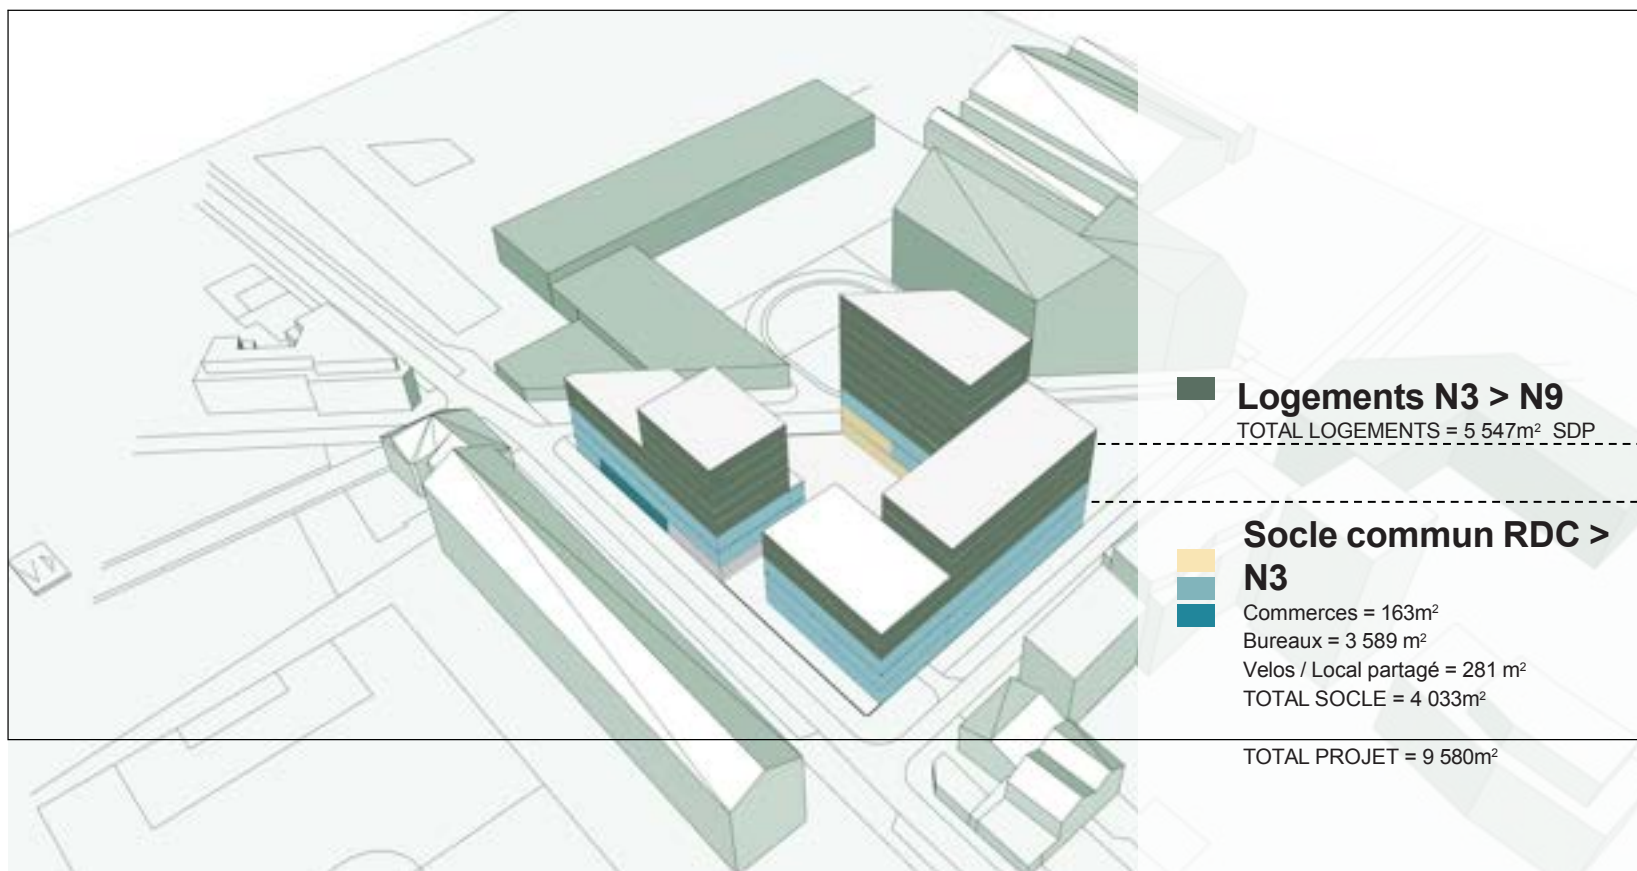 Logements N3 > N9
TOTAL LOGEMENTS = 5 547m² SDP
Socle commun RDC >
N3
Commerces = 163m²
Bureaux = 3 589 m²
Velos / Local partagé = 281 m²
TOTAL SOCLE = 4 033m²
TOTAL PROJET = 9 580m²